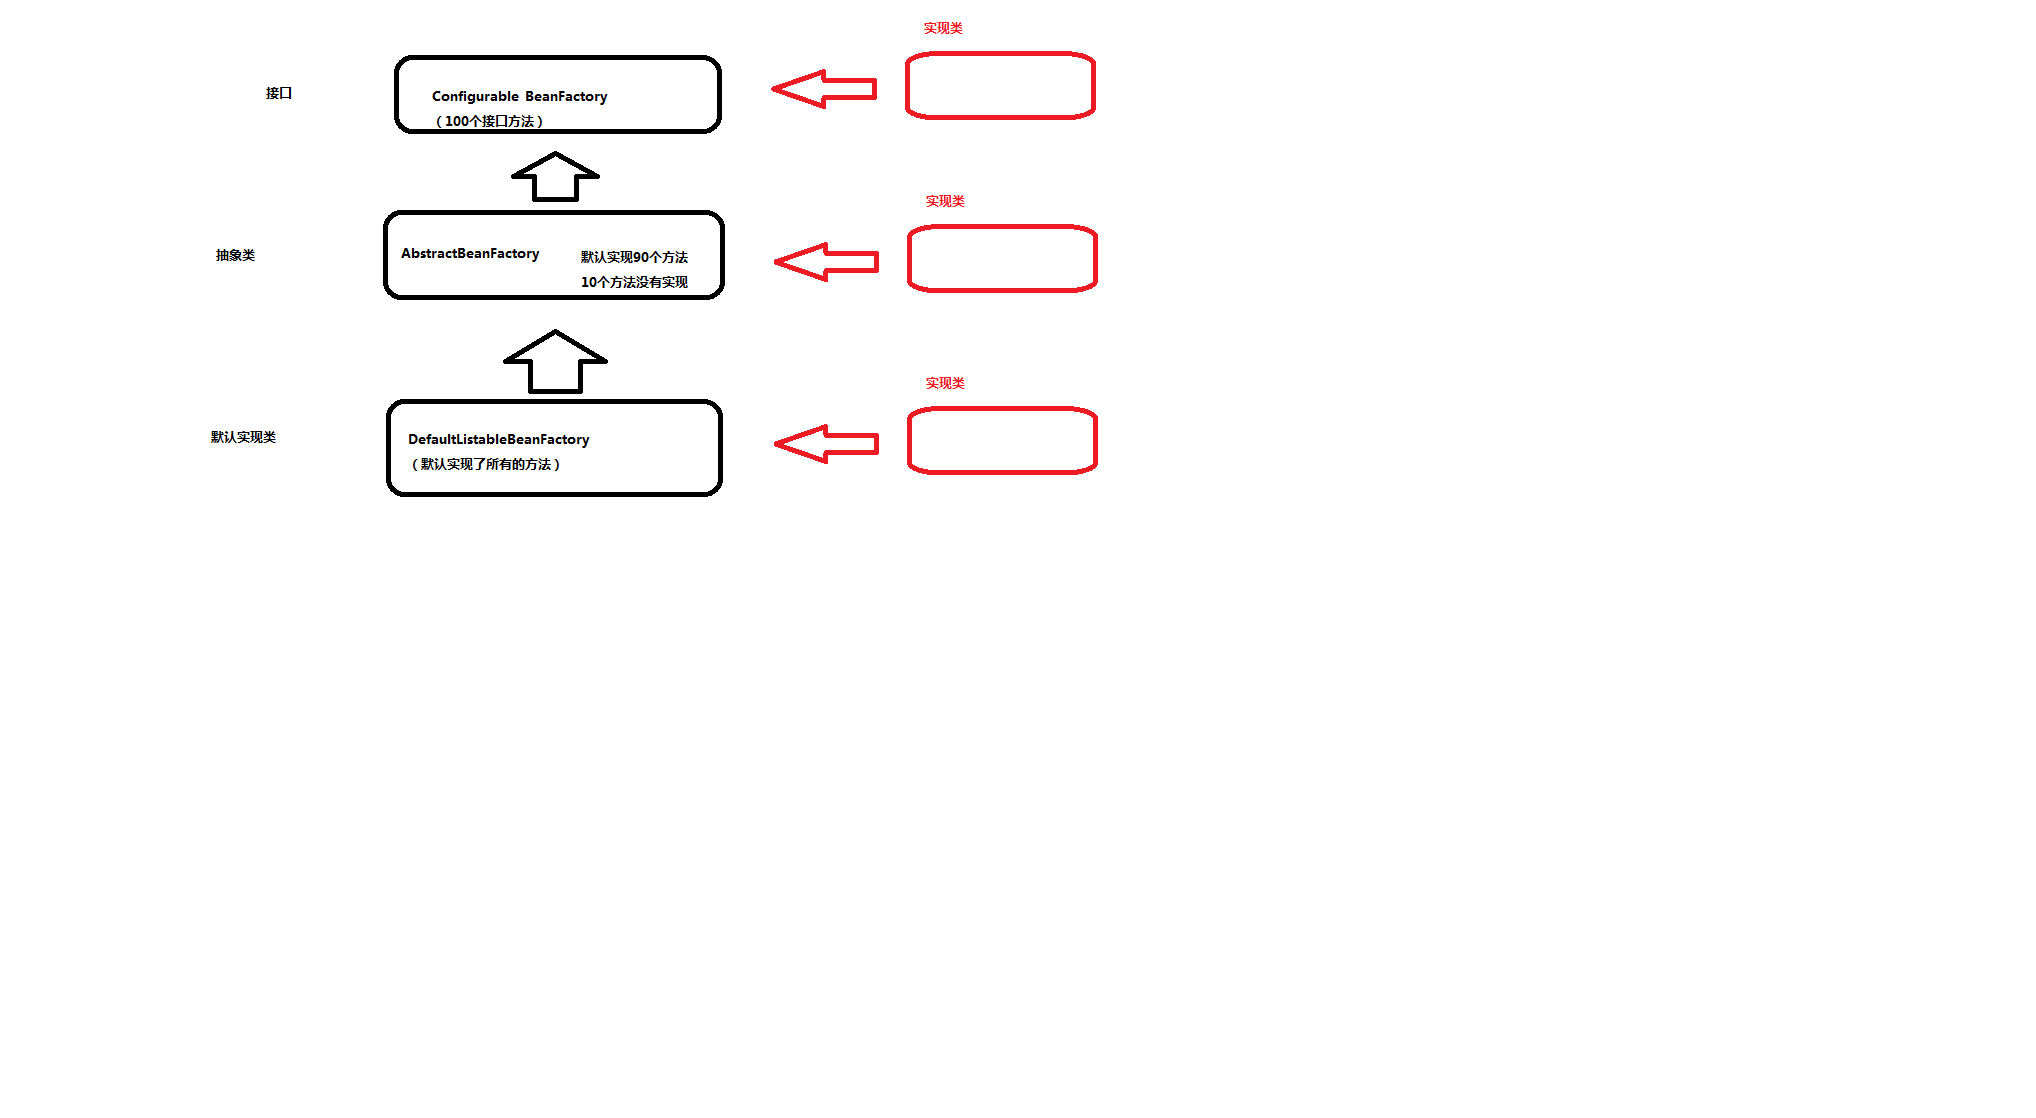 实现类
接口
Configurable BeanFactory
（100个接口方法）
实现类
抽象类
AbstractBeanFactory
默认实现90个方法
10个方法没有实现
实现类
默认实现类
DefaultListableBeanFactory
（默认实现了所有的方法）